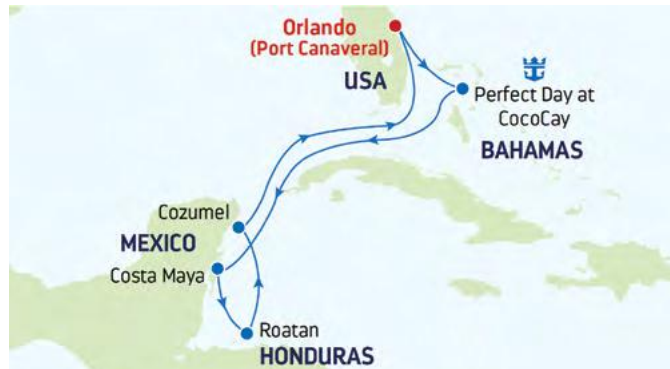 Orlando
(Port Canaveral)
USA
Perfect Day at
CocoCay
BAHAMAS
Cozumel
MEXICO
Costa Maya
Roatan
HONDURAS